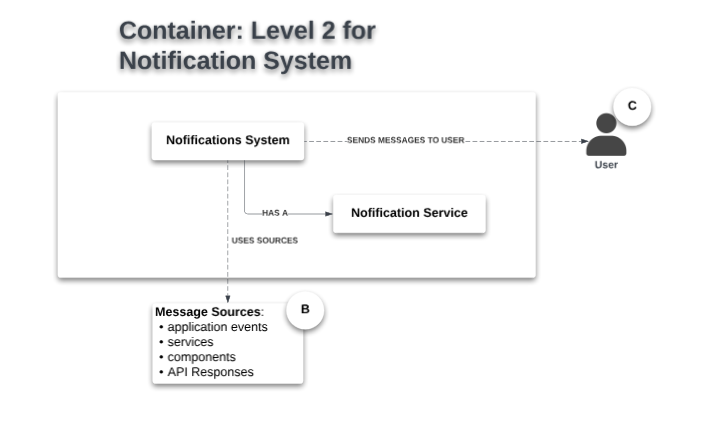 Container: Level 2 for
Notification System
C
Nofifications System
SENDS MESSAGES TO USER
User
Nofification Service
HAS A
USES SOURCES
B
Message Sources:
• application events
• services
• components
• API Responses